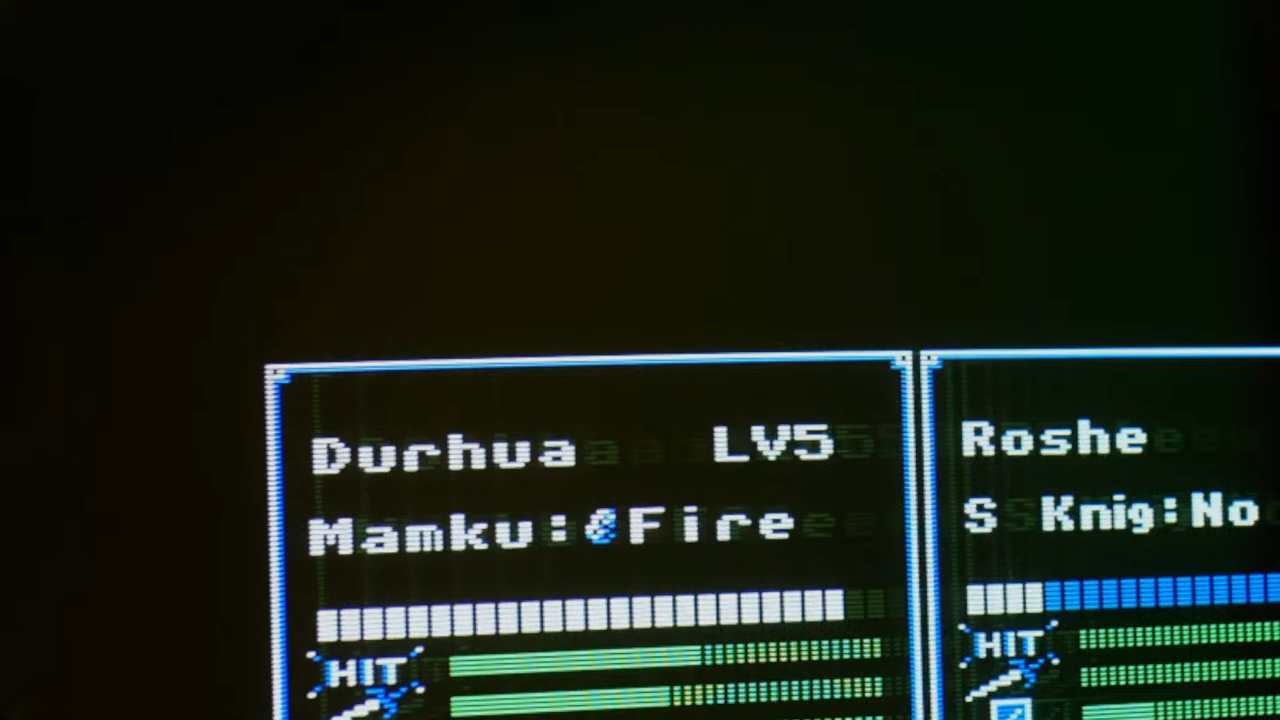 Durhua LV5
Mamku:Fire
HIT
Roshe
S Knig:No
HIT